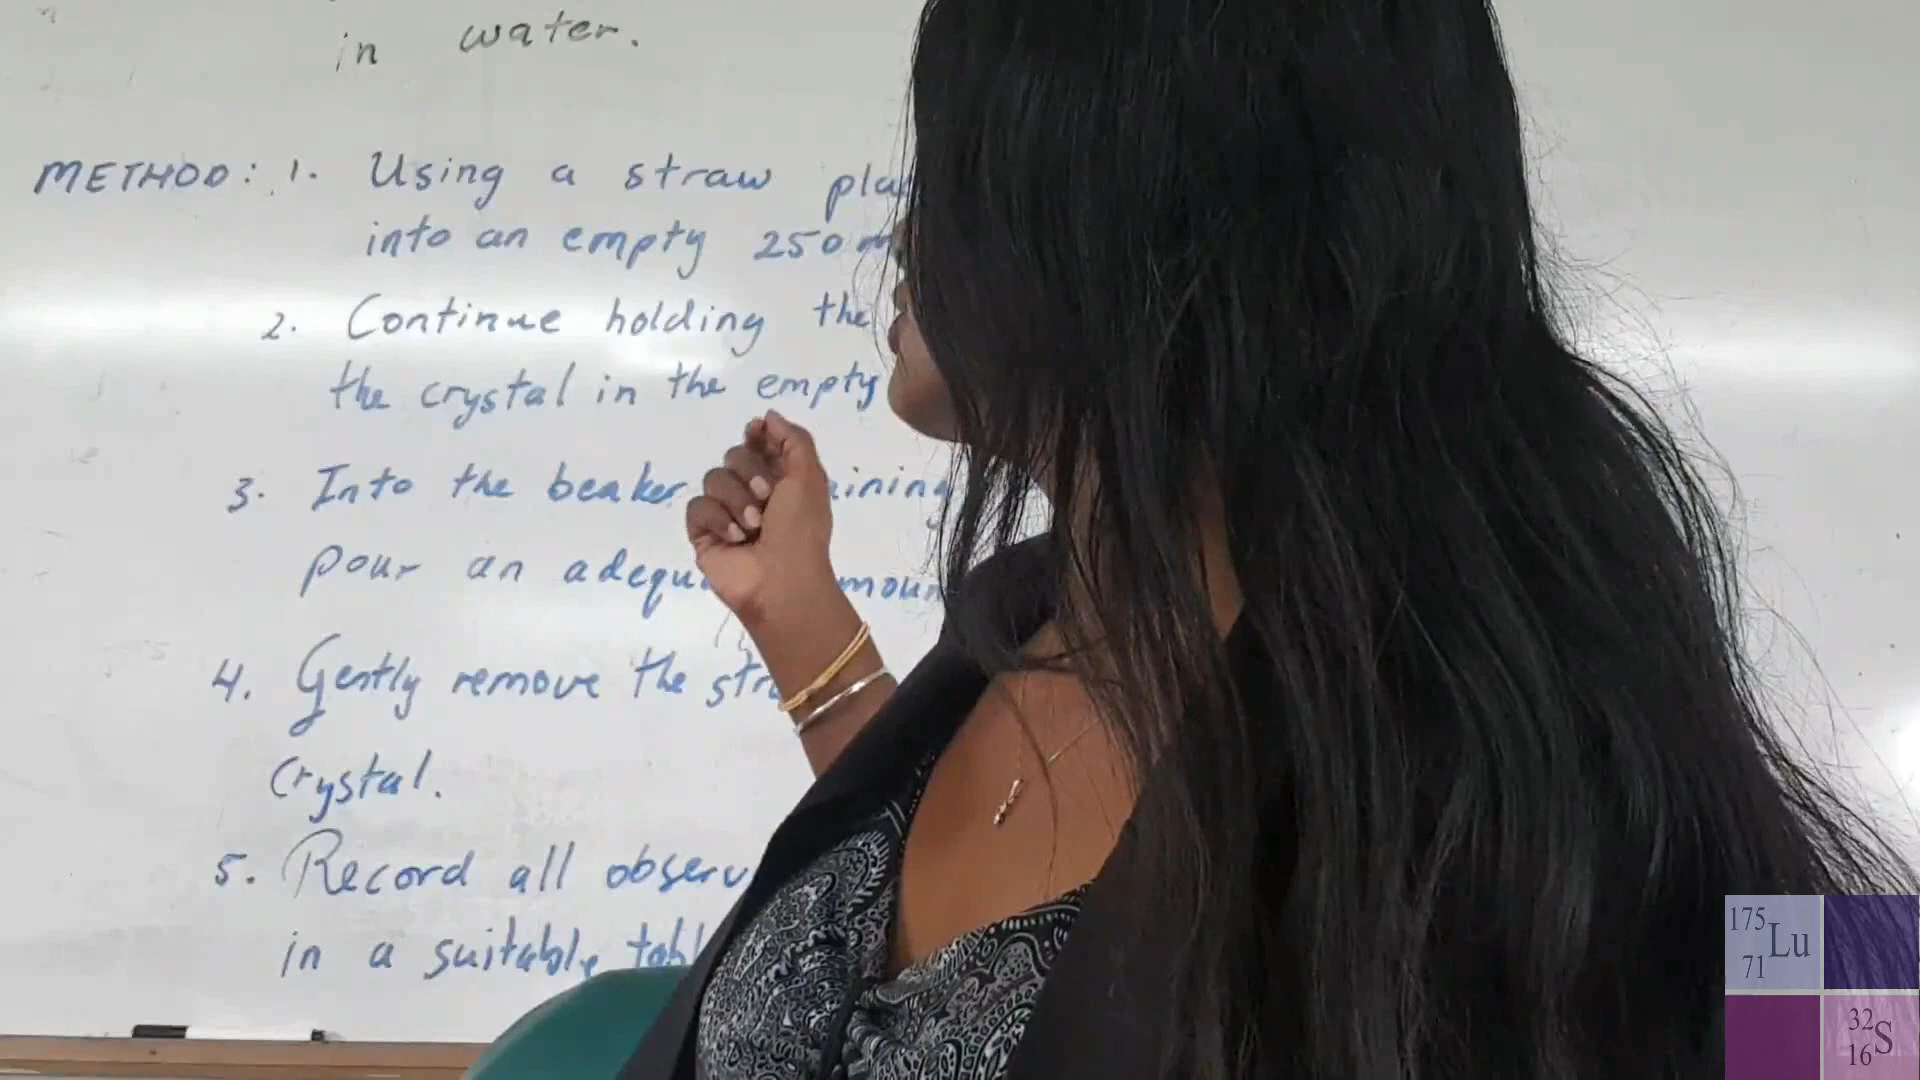 in water.
METHOD: 1. Using a straw
into an empty 250
2. Continue holding the
the crystal in the empty
3. Into the beaker
pour an
4. Gently remove the
Crystal.
5. Record all
in a suitable
175
71 Lu
32
16 S